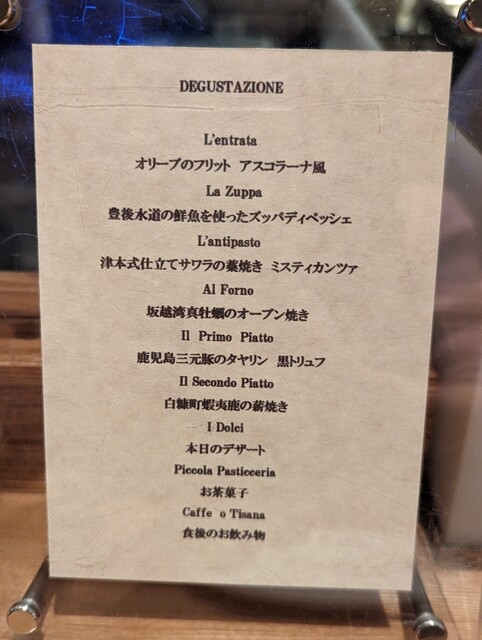 DEGUSTAZIONE
L'entrata
オリーブのフリット アスコラーナ風
La Zuppa
豊後水道の鮮魚を使ったズッパディペッシェ
L'antipasto
津本式仕立てサワラの藁焼き ミスティカンツァ
Al Forno
坂越湾真牡蠣のオーブン焼き
Il Primo Piatto
鹿児島三元豚のタヤリン 黒トリュフ
Il Secondo Piatto
白糠町蝦夷鹿の薪焼き
I Dolci
本日のデザート
Piccola Pasticceria
お茶菓子
Caffe o Tisana
食後のお飲み物